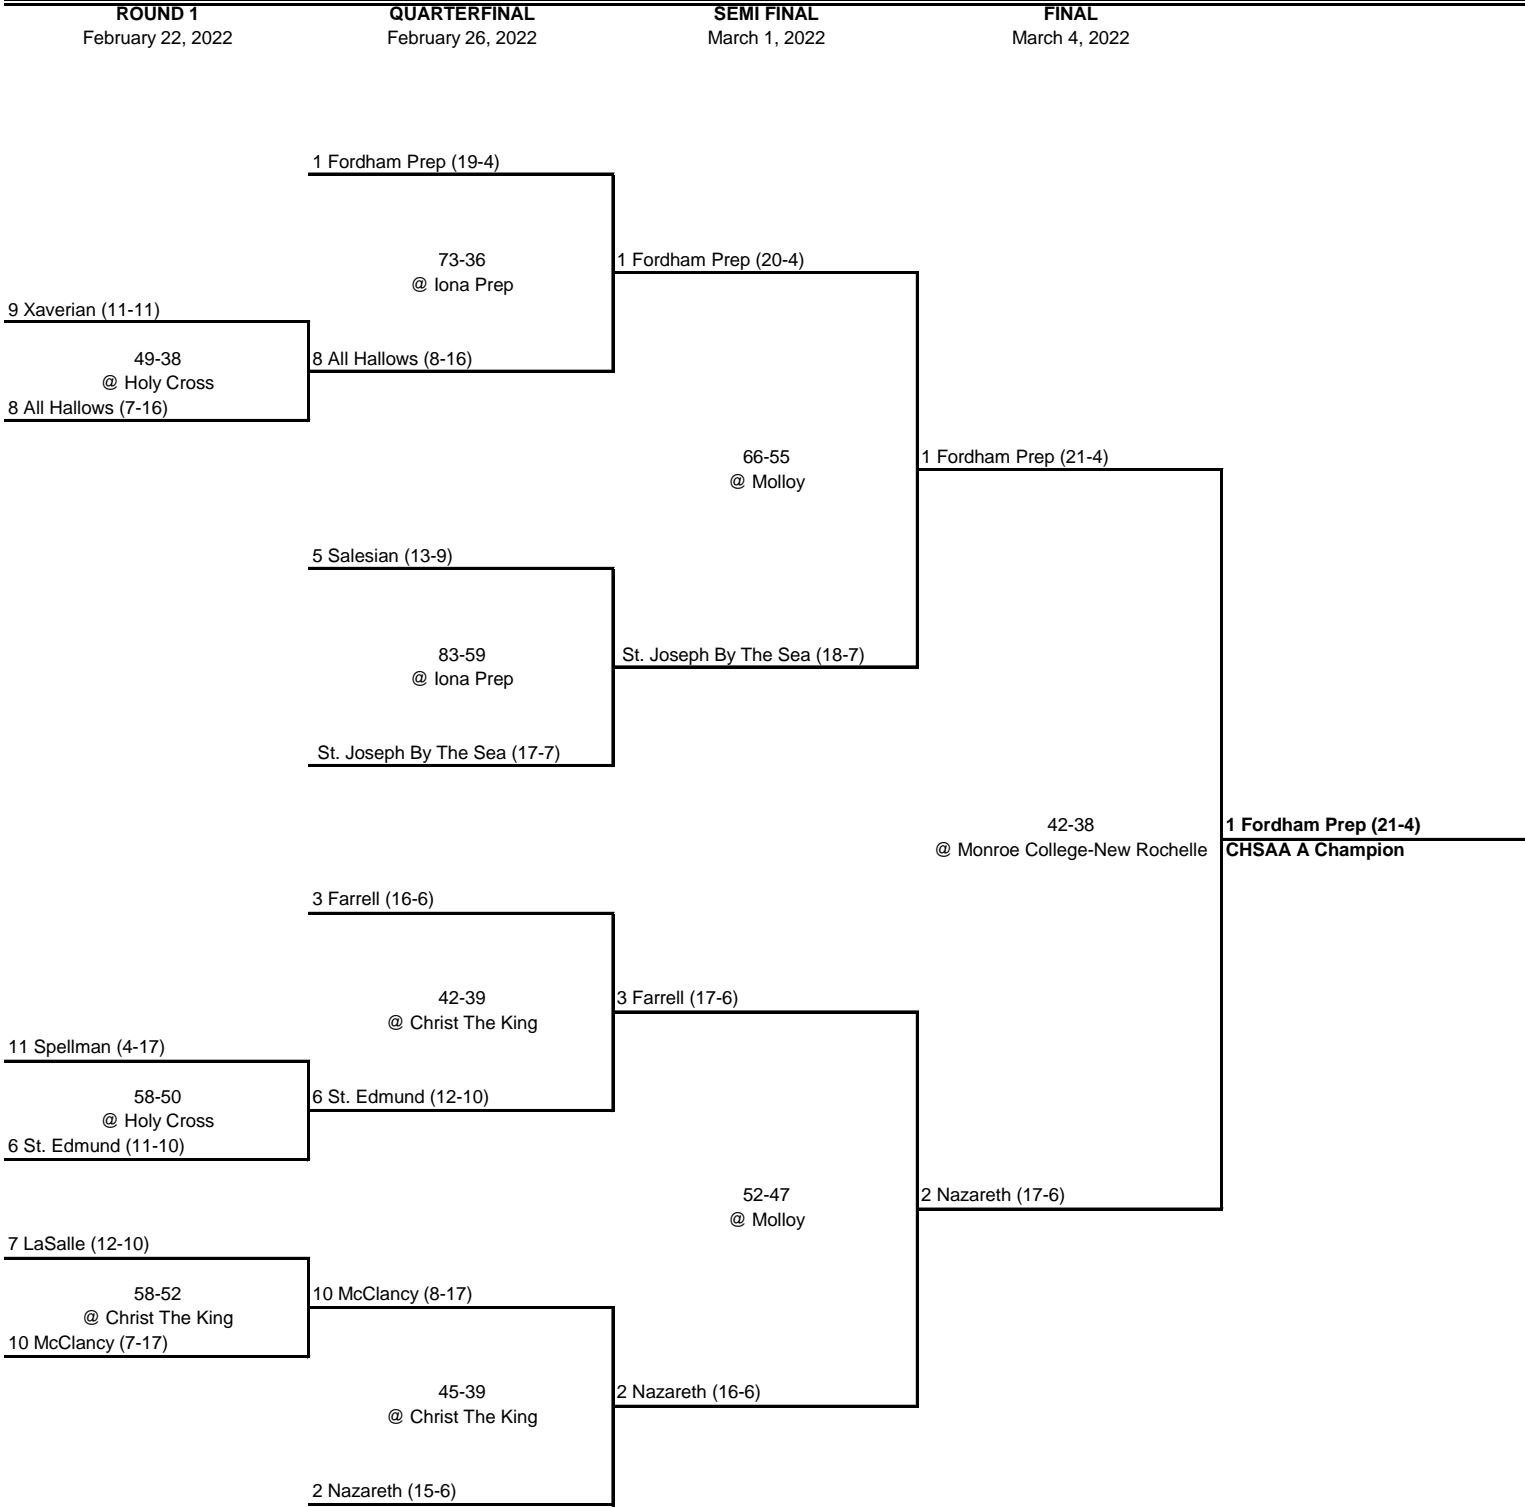 ROUND 1
February 22, 2022
QUARTERFINAL
February 26, 2022
SEMI FINAL
March 1, 2022
FINAL
March 4, 2022
1 Fordham Prep (19-4)
73-36
@ Iona Prep
1 Fordham Prep (20-4)
9 Xaverian (11-11)
49-38
@ Holy Cross
8 All Hallows (8-16)
8 All Hallows (7-16)
66-55
@ Molloy
1 Fordham Prep (21-4)
5 Salesian (13-9)
83-59
@ Iona Prep
St. Joseph By The Sea (18-7)
St. Joseph By The Sea (17-7)
42-38
@ Monroe College-New Rochelle
1 Fordham Prep (21-4)
CHSAA A Champion
3 Farrell (16-6)
42-39
@ Christ The King
3 Farrell (17-6)
11 Spellman (4-17)
58-50
@ Holy Cross
6 St. Edmund (12-10)
6 St. Edmund (11-10)
52-47
@ Molloy
2 Nazareth (17-6)
7 LaSalle (12-10)
58-52
@ Christ The King
10 McClancy (8-17)
10 McClancy (7-17)
45-39
@ Christ The King
2 Nazareth (16-6)
2 Nazareth (15-6)